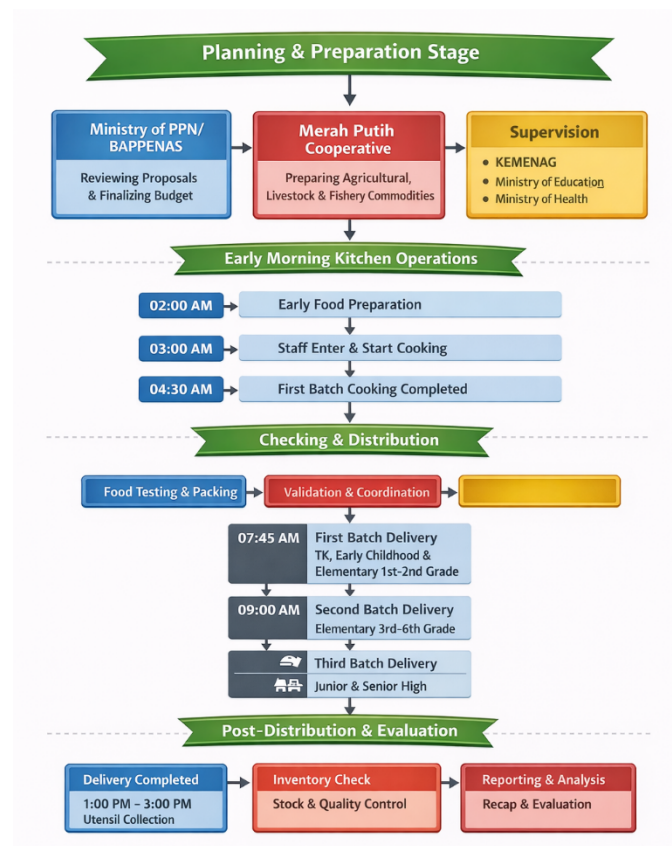 Planning & Preparation Stage
Ministry of PPN/
BAPPENAS
Reviewing Proposals
& Finalizing Budget
Merah Putih
Cooperative
Preparing Agricultural,
Livestock & Fishery Commodities
Supervision
• KEMENAG
• Ministry of Education
• Ministry of Health
Early Morning Kitchen Operations
02:00 AM
Early Food Preparation
03:00 AM
Staff Enter & Start Cooking
04:30 AM
First Batch Cooking Completed
Checking & Distribution
Food Testing & Packing
Validation & Coordination
07:45 AM
First Batch Delivery
TK, Early Childhood &
Elementary 1st-2nd Grade
09:00 AM
Second Batch Delivery
Elementary 3rd-6th Grade
Third Batch Delivery
Junior & Senior High
Post-Distribution & Evaluation
Delivery Completed
1:00 PM – 3:00 PM
Utensil Collection
Inventory Check
Stock & Quality Control
Reporting & Analysis
Recap & Evaluation